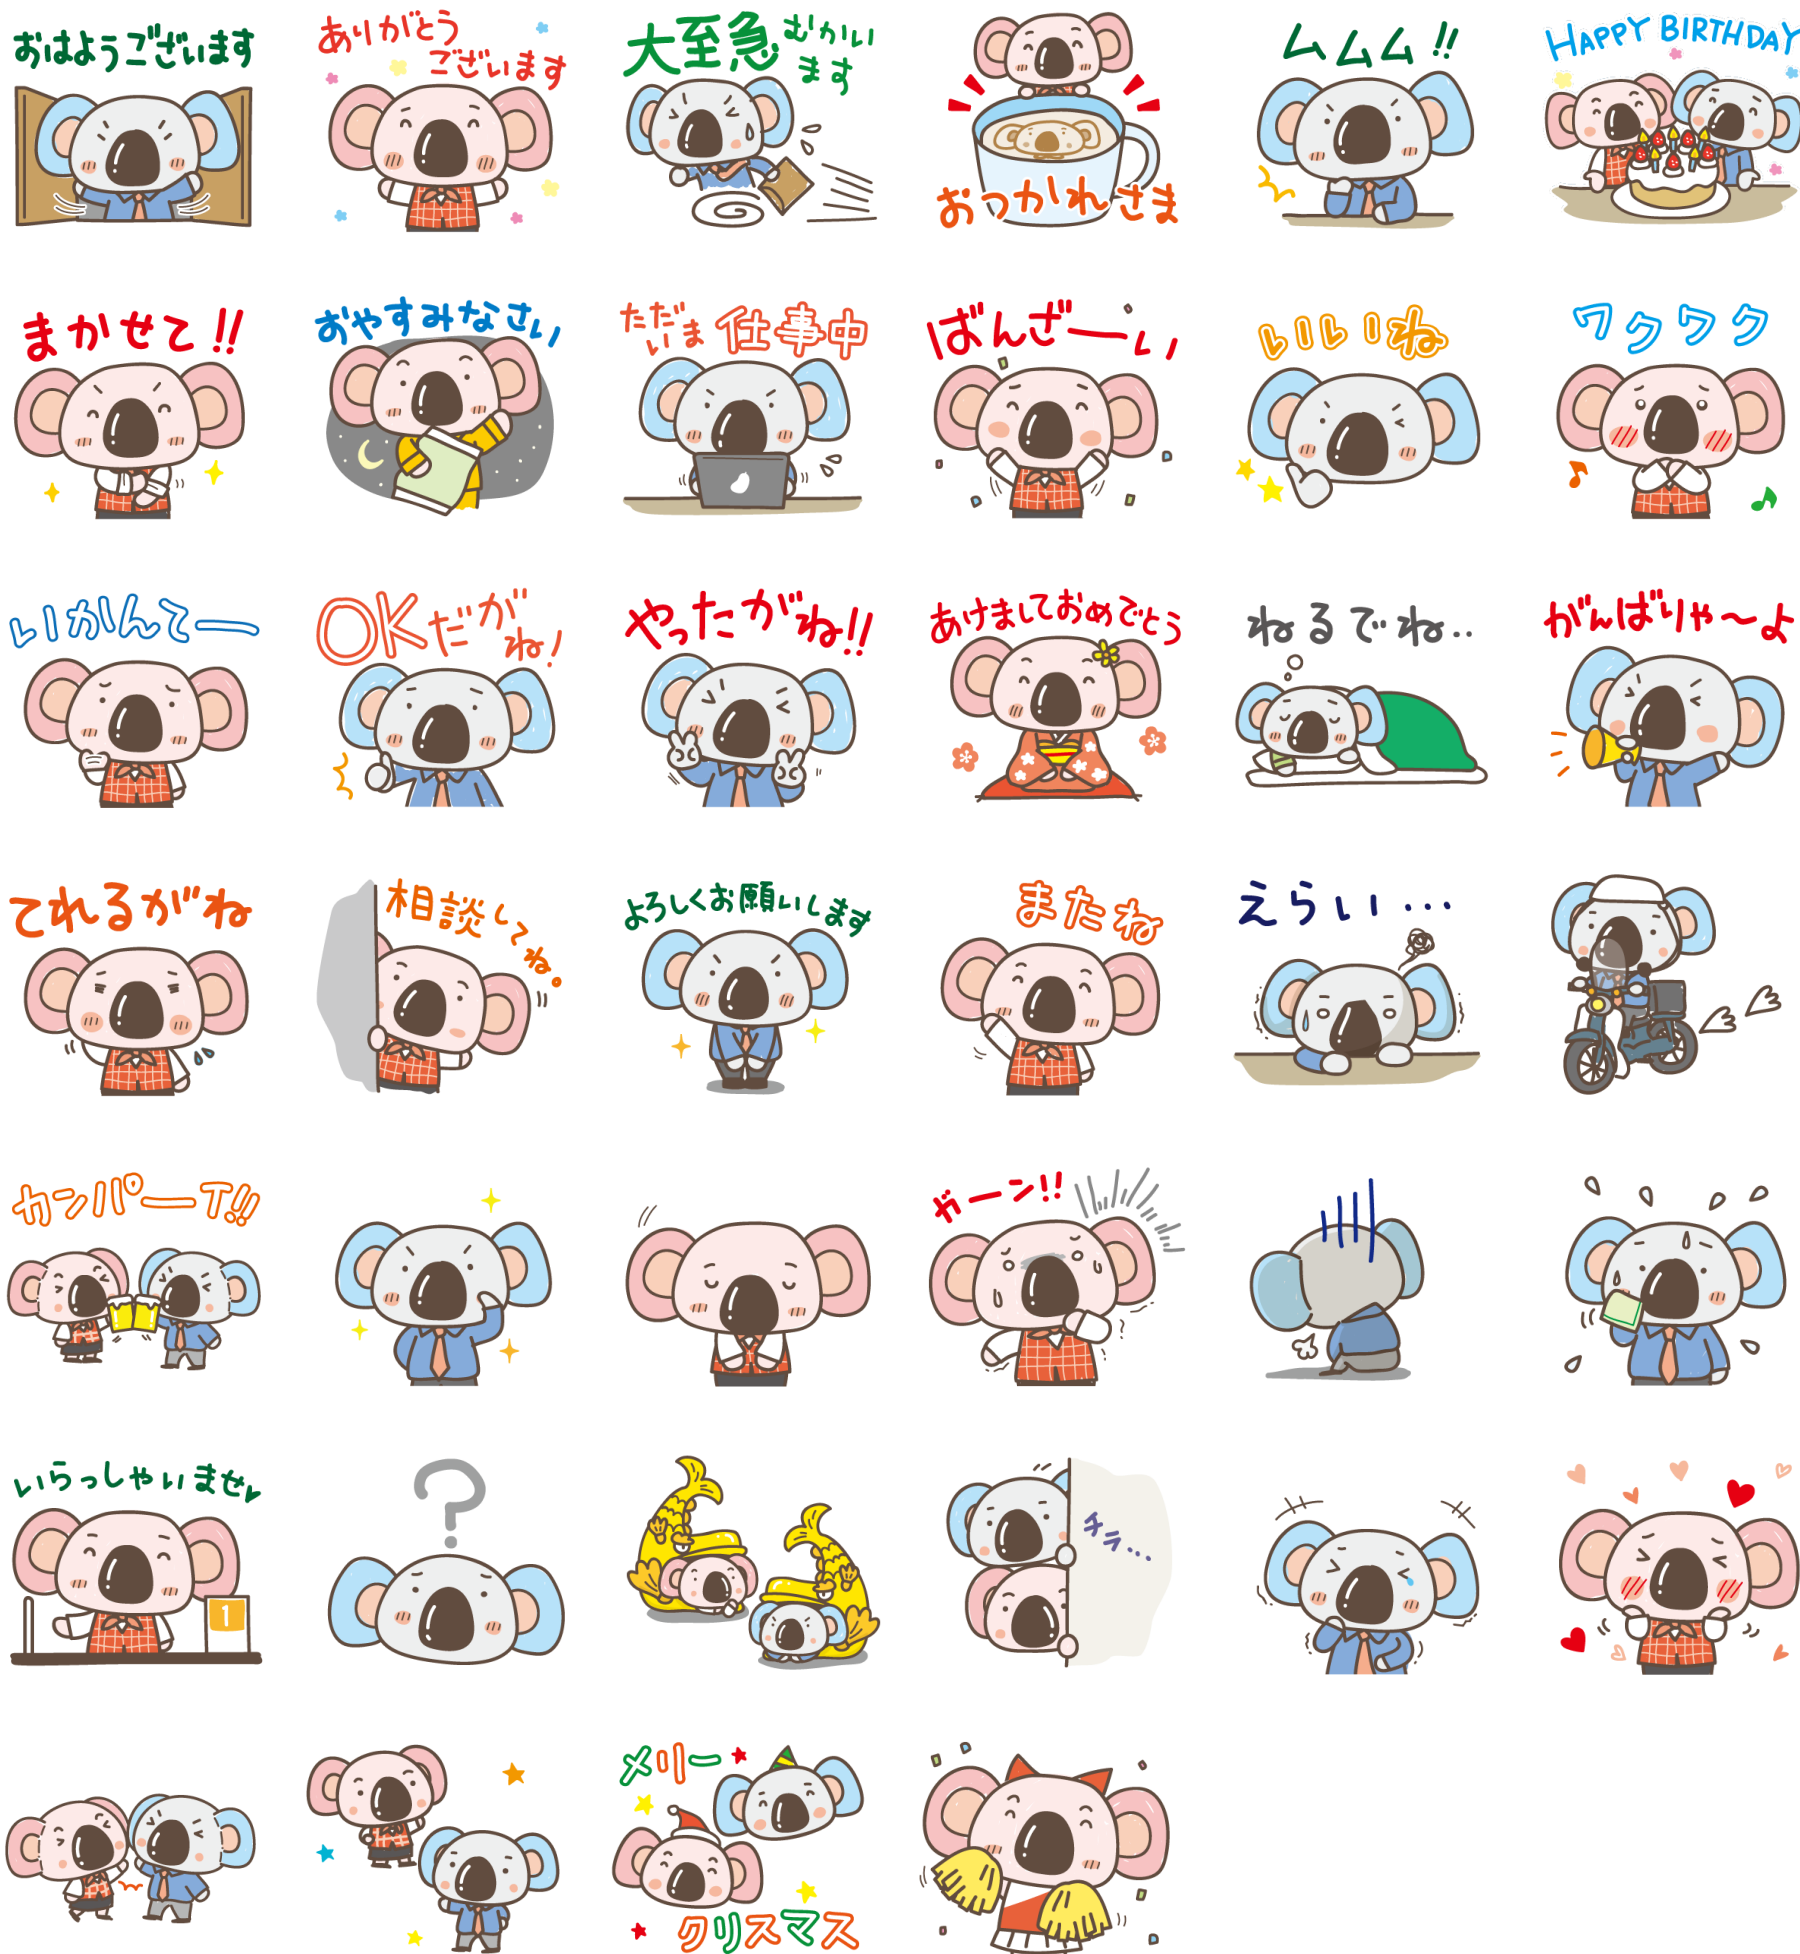 おはようございます
ありがとう
ございます
大至急 むかい
ます
おつかれさま
ムムム!!
HAPPY BIRTHDAY
まかせて!!
おやすみなさい
ただ
いま 仕事中
ばんざーい
いいね
ワクワク
いかんてー
OKだが
ね!
やったがね!!
あけましておめでとう
ねるでね..
がんばりゃ〜よ
てれるがね
相談してね。
よろしくお願いします
またね
えらい...
カンパーイ!!!
ガーン!!
いらっしゃいませ
1
?
チラ...
メリー
クリスマス